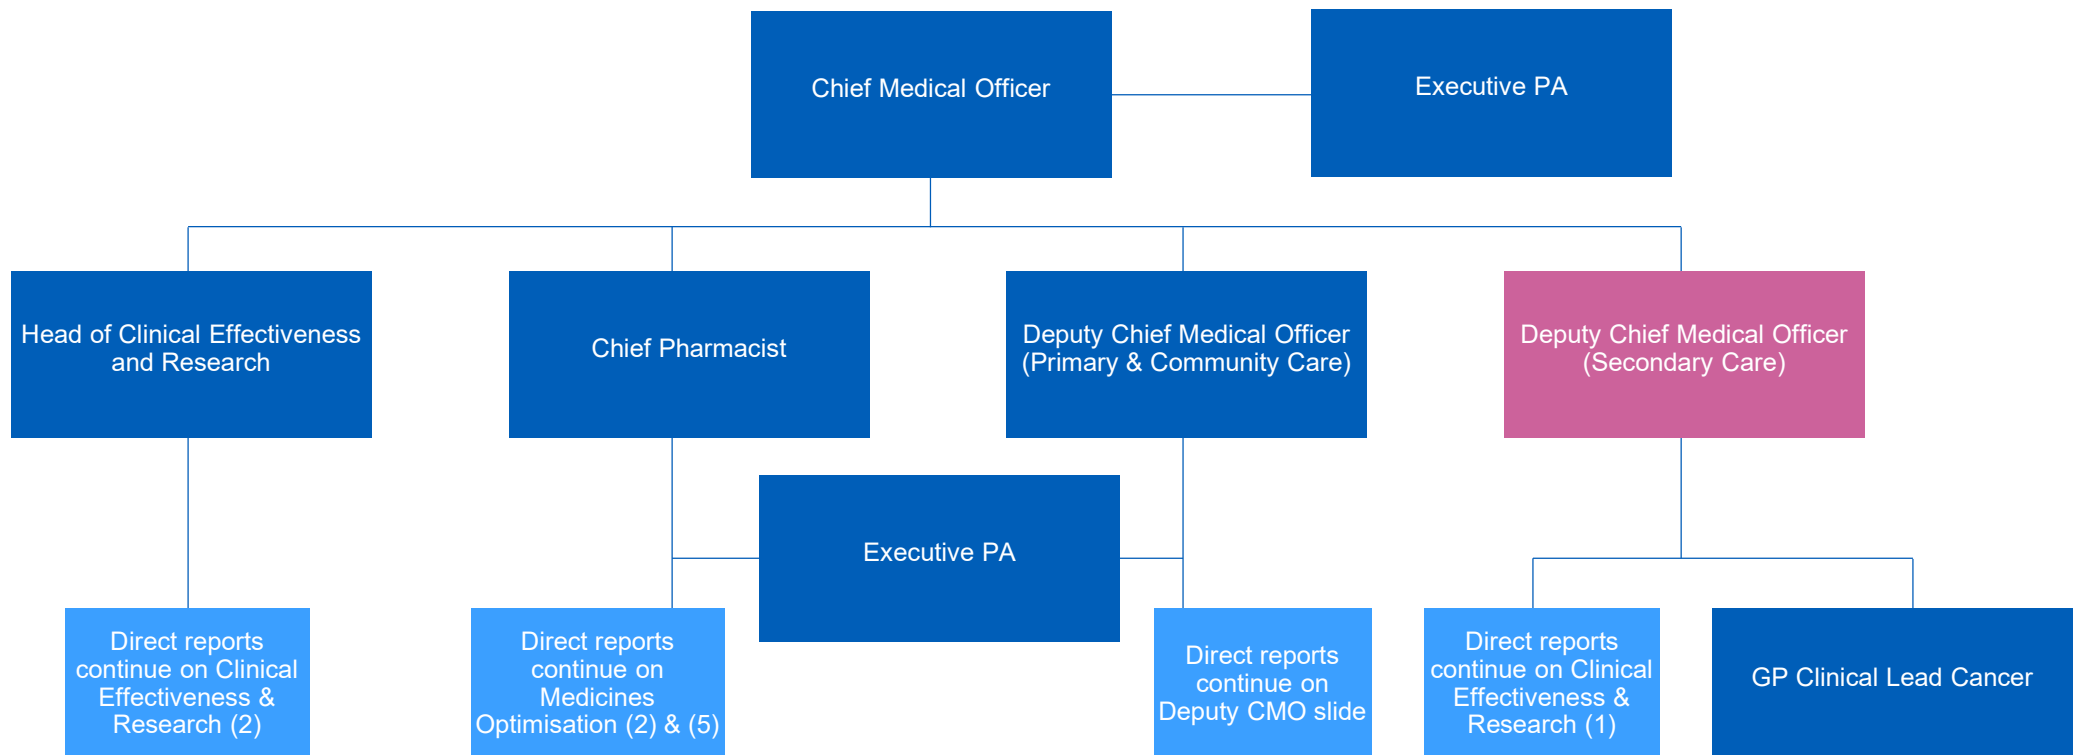 Chief Medical Officer
Executive PA
Head of Clinical Effectiveness
and Research
Chief Pharmacist
Deputy Chief Medical Officer
(Primary & Community Care)
Deputy Chief Medical Officer
(Secondary Care)
Executive PA
Direct reports
continue on Clinical
Effectiveness &
Research (2)
Direct reports
continue on
Medicines
Optimisation (2) & (5)
Direct reports
continue on
Deputy CMO slide
Direct reports
continue on Clinical
Effectiveness &
Research (1)
GP Clinical Lead Cancer